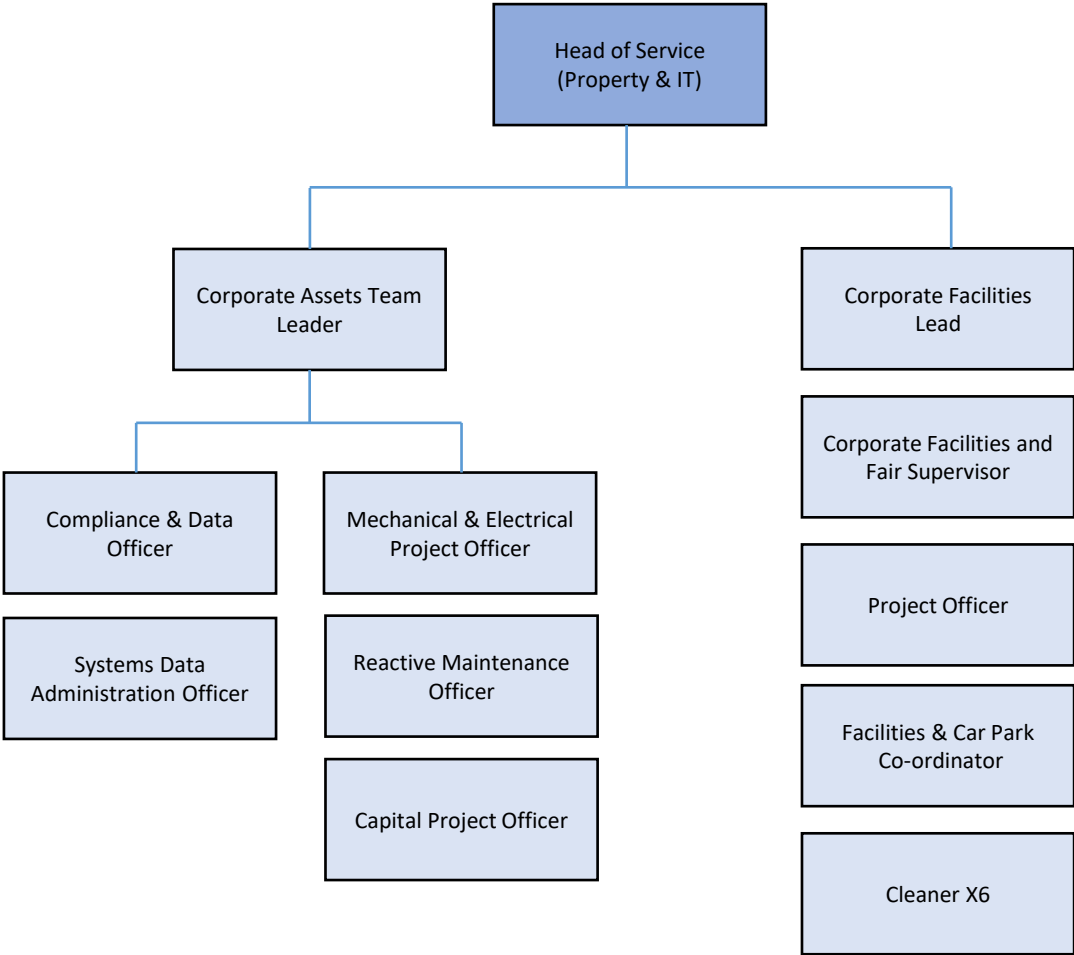 Head of Service
(Property & IT)
Corporate Assets Team
Leader
Corporate Facilities
Lead
Compliance & Data
Officer
Mechanical & Electrical
Project Officer
Systems Data
Administration Officer
Reactive Maintenance
Officer
Capital Project Officer
Corporate Facilities and
Fair Supervisor
Project Officer
Facilities & Car Park
Co-ordinator
Cleaner X6